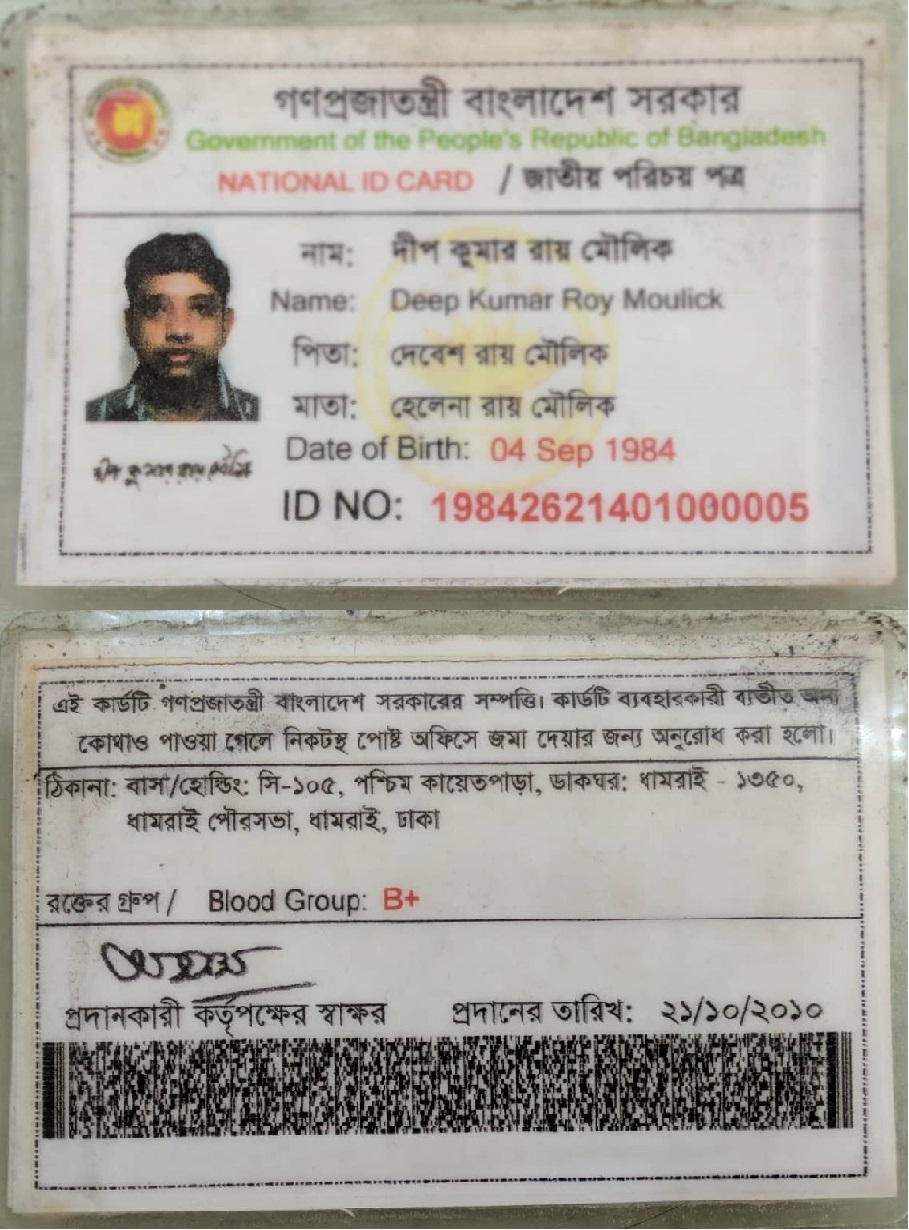 গণপ্রজাতন্ত্রী বাংলাদেশ সরকার
Government of the People's Republic of Bangladesh
NATIONAL ID CARD / জাতীয় পরিচয় পত্র
নাম: দীপ কুমার রায় মৌলিক
Name: Deep Kumar Roy Moulick
পিতা: দেবেশ রায় মৌলিক
মাতা: হেলেনা রায় মৌলিক
Date of Birth: 04 Sep 1984
দীপ কুমার রায় মৌলিক
ID NO: 19842621401000005
এই কার্ডটি গণপ্রজাতন্ত্রী বাংলাদেশ সরকারের সম্পত্তি। কার্ডটি ব্যবহারকারী ব্যতীত অন্য
কোথাও পাওয়া গেলে নিকটস্থ পোষ্ট অফিসে জমা দেয়ার জন্য অনুরোধ করা হলো।
ঠিকানা: বাসা/হোল্ডিং: সি-১০৫, পশ্চিম কায়েতপাড়া, ডাকঘর: ধামরাই - ১৩৫০,
ধামরাই পৌরসভা, ধামরাই, ঢাকা
রক্তের গ্রুপ / Blood Group: B+
প্রদানকারী কর্তৃপক্ষের স্বাক্ষর প্রদানের তারিখ: ২১/১০/২০১০